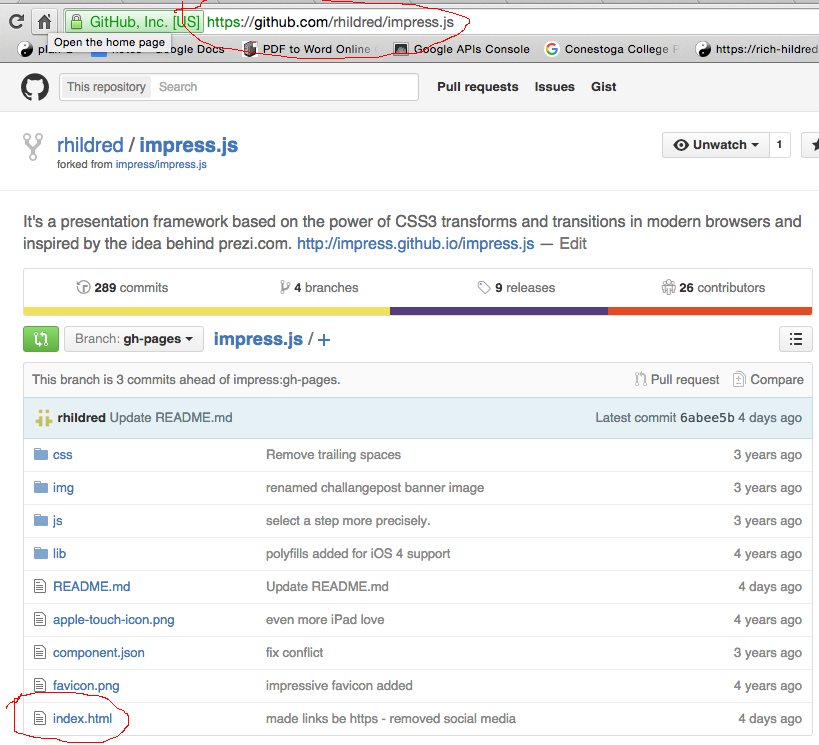 GitHub, Inc. [US] https://github.com/rhildred/impress.js
Open the home page
Google Docs PDF to Word Online Google APIs Console Conestoga College P https://rich-hildred
This repository Search Pull requests Issues Gist
rhildred / impress.js Unwatch 1
forked from impress/impress.js
It's a presentation framework based on the power of CSS3 transforms and transitions in modern browsers and
inspired by the idea behind prezi.com. http://impress.github.io/impress.js — Edit
289 commits 4 branches 9 releases 26 contributors
Branch: gh-pages impress.js / +
This branch is 3 commits ahead of impress:gh-pages. Pull request Compare
rhildred Update README.md Latest commit 6abee5b 4 days ago
css Remove trailing spaces 3 years ago
img renamed challangepost banner image 3 years ago
js select a step more precisely. 3 years ago
lib polyfills added for iOS 4 support 4 years ago
README.md Update README.md 4 days ago
apple-touch-icon.png even more iPad love 4 years ago
component.json fix conflict 3 years ago
favicon.png impressive favicon added 4 years ago
index.html made links be https - removed social media 4 days ago